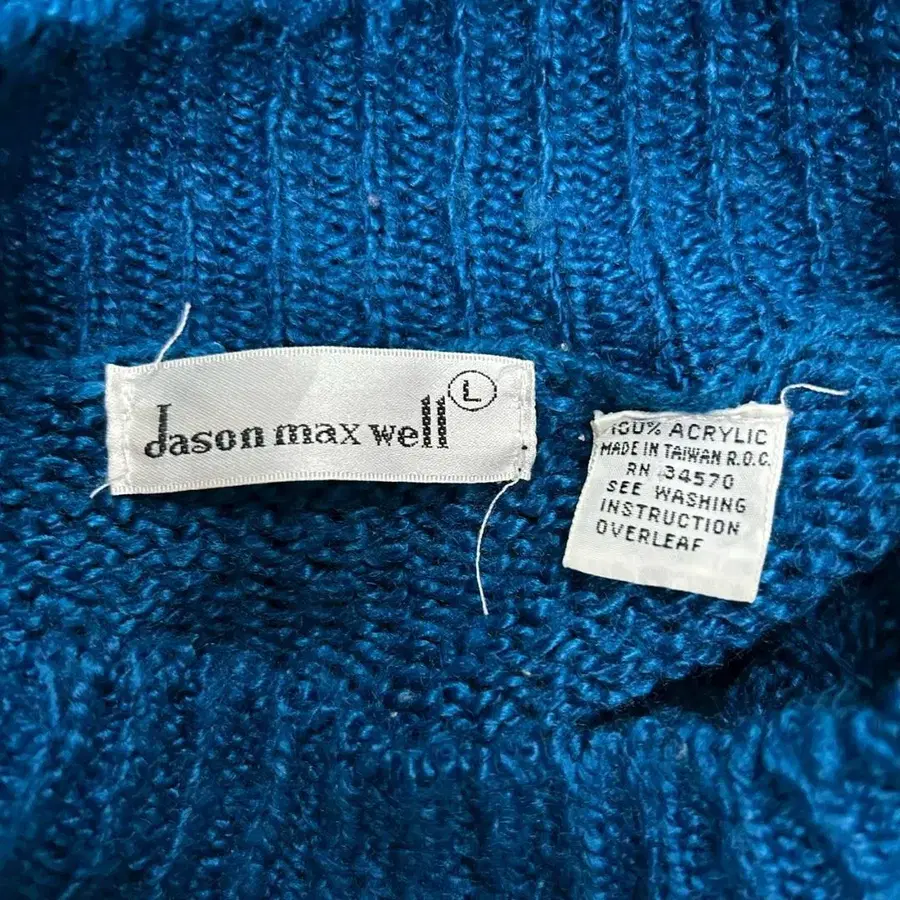 dason max well
L
100% ACRYLIC
MADE IN TAIWAN R.O.C.
RN 34570
SEE WASHING
INSTRUCTION
OVERLEAF